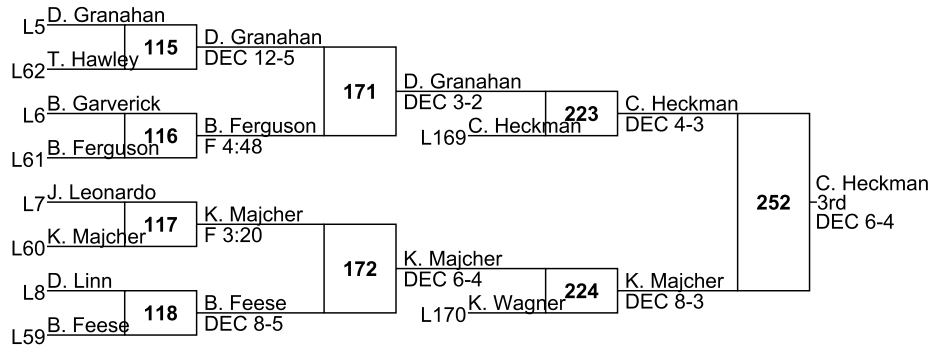 D. Granahan
L5
115
T. Hawley
L62
D. Granahan
DEC 12-5
B. Garverick
L6
116
B. Ferguson
L61
B. Ferguson
F 4:48
171
D. Granahan
DEC 3-2
L169
C. Heckman
223
C. Heckman
DEC 4-3
J. Leonardo
L7
117
K. Majcher
L60
K. Majcher
F 3:20
D. Linn
L8
118
B. Feese
L59
B. Feese
DEC 8-5
172
K. Majcher
DEC 6-4
L170
K. Wagner
224
K. Majcher
DEC 8-3
252
C. Heckman
3rd
DEC 6-4